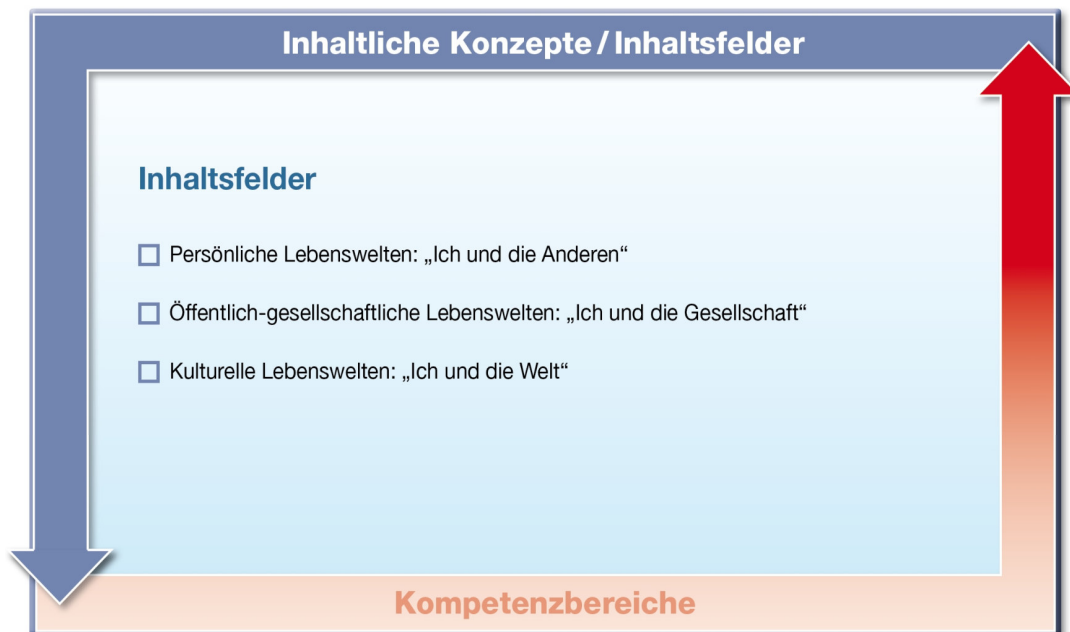 Inhaltliche Konzepte / Inhaltsfelder
Inhaltsfelder
Persönliche Lebenswelten: „Ich und die Anderen“
Öffentlich-gesellschaftliche Lebenswelten: „Ich und die Gesellschaft“
Kulturelle Lebenswelten: „Ich und die Welt“
Kompetenzbereiche